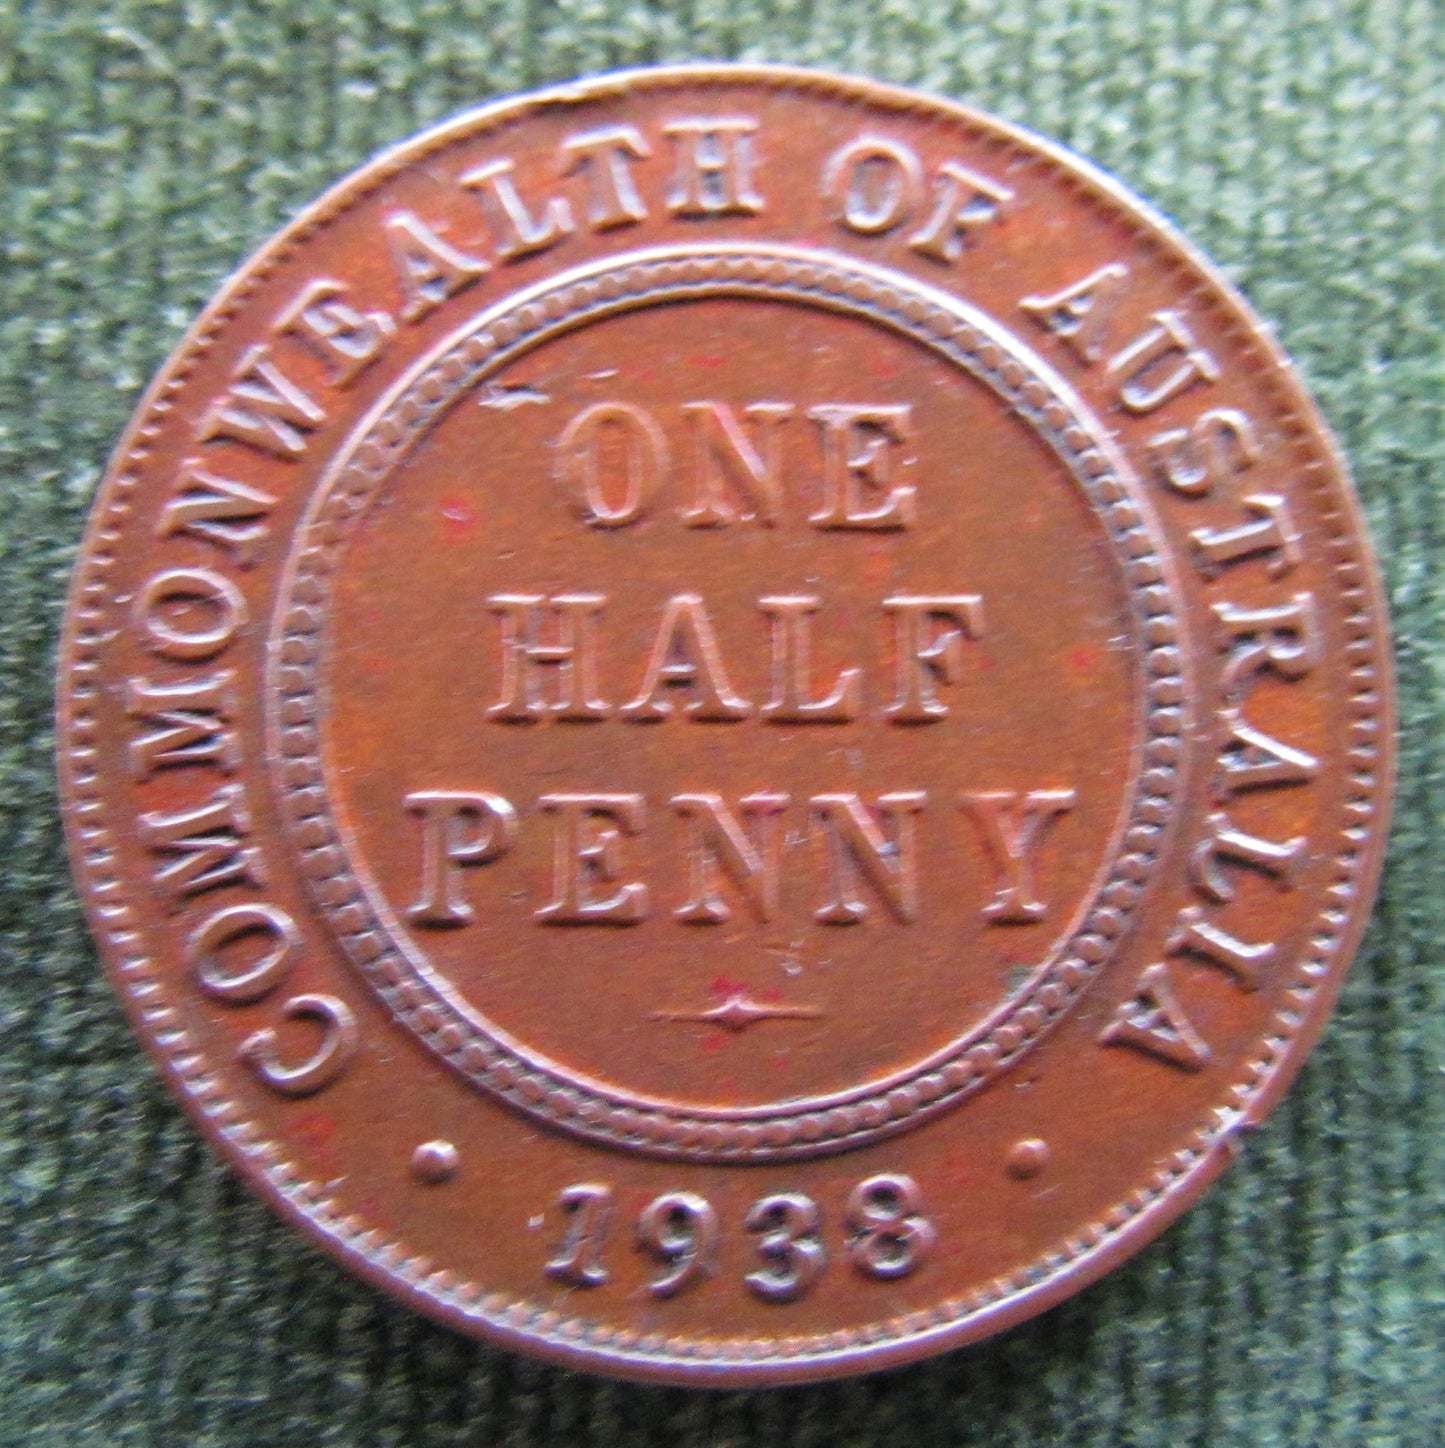 COMMONWEALTH OF AUSTRALIA
ONE
HALF
PENNY
1938